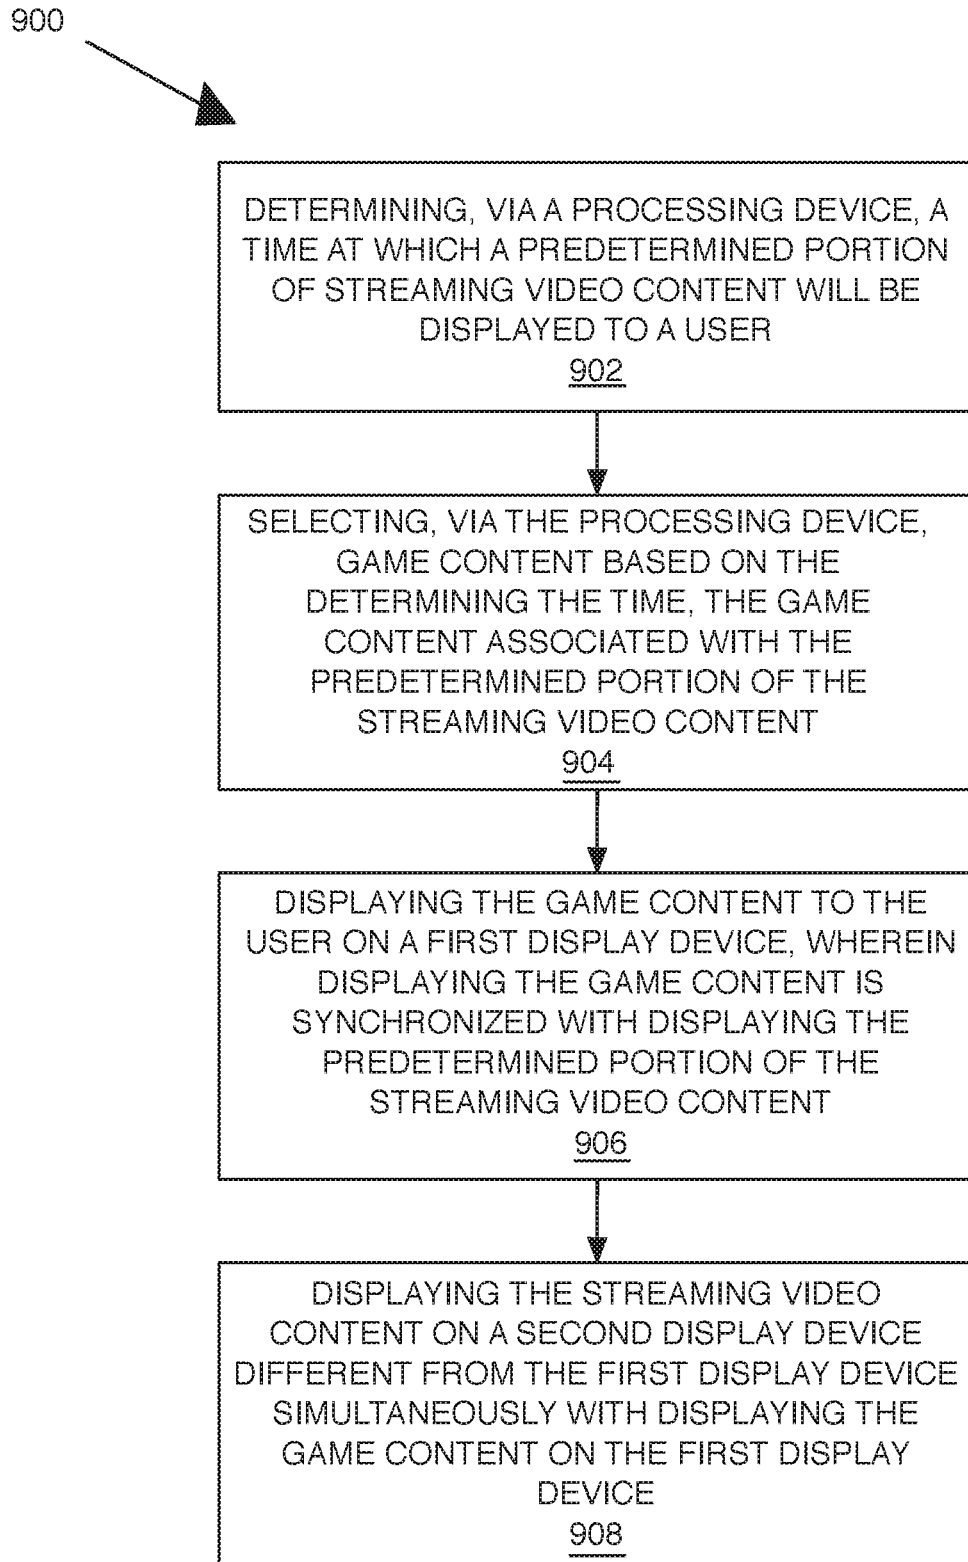 900
DETERMINING, VIA A PROCESSING DEVICE, A
TIME AT WHICH A PREDETERMINED PORTION
OF STREAMING VIDEO CONTENT WILL BE
DISPLAYED TO A USER
902
SELECTING, VIA THE PROCESSING DEVICE,
GAME CONTENT BASED ON THE
DETERMINING THE TIME, THE GAME
CONTENT ASSOCIATED WITH THE
PREDETERMINED PORTION OF THE
STREAMING VIDEO CONTENT
904
DISPLAYING THE GAME CONTENT TO THE
USER ON A FIRST DISPLAY DEVICE, WHEREIN
DISPLAYING THE GAME CONTENT IS
SYNCHRONIZED WITH DISPLAYING THE
PREDETERMINED PORTION OF THE
STREAMING VIDEO CONTENT
906
DISPLAYING THE STREAMING VIDEO
CONTENT ON A SECOND DISPLAY DEVICE
DIFFERENT FROM THE FIRST DISPLAY DEVICE
SIMULTANEOUSLY WITH DISPLAYING THE
GAME CONTENT ON THE FIRST DISPLAY
DEVICE
908